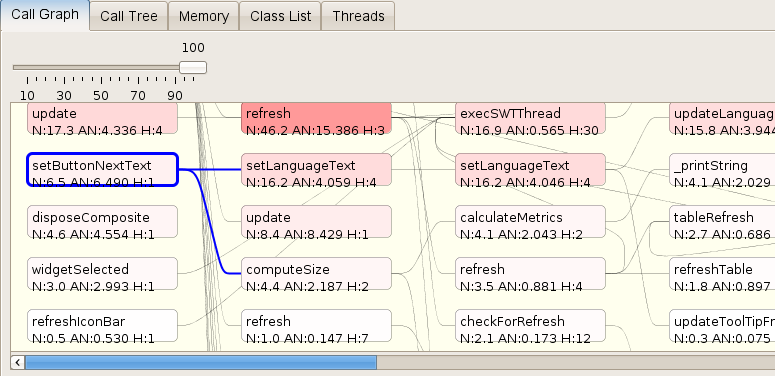 Call Graph
Call Tree
Memory
Class List
Threads
100
10
30
50
70
90
update
N:17.3 AN:4.336 H:4
refresh
N:46.2 AN:15.386 H:3
execSWTThread
N:16.9 AN:0.565 H:30
updateLanguag
N:15.8 AN:3.944
setButtonNextText
N:6.5 AN:6.490 H:1
setLanguageText
N:16.2 AN:4.059 H:4
setLanguageText
N:16.2 AN:4.046 H:4
_printString
N:4.1 AN:2.029
disposeComposite
N:4.6 AN:4.554 H:1
update
N:8.4 AN:8.429 H:1
calculateMetrics
N:4.1 AN:2.043 H:2
tableRefresh
N:2.7 AN:0.686
widgetSelected
N:3.0 AN:2.993 H:1
computeSize
N:4.4 AN:2.187 H:2
refresh
N:3.5 AN:0.881 H:4
refreshTable
N:1.8 AN:0.897
refreshIconBar
N:0.5 AN:0.530 H:1
refresh
N:1.0 AN:0.147 H:7
checkForRefresh
N:2.1 AN:0.173 H:12
updateToolTipFr
N:0.3 AN:0.075